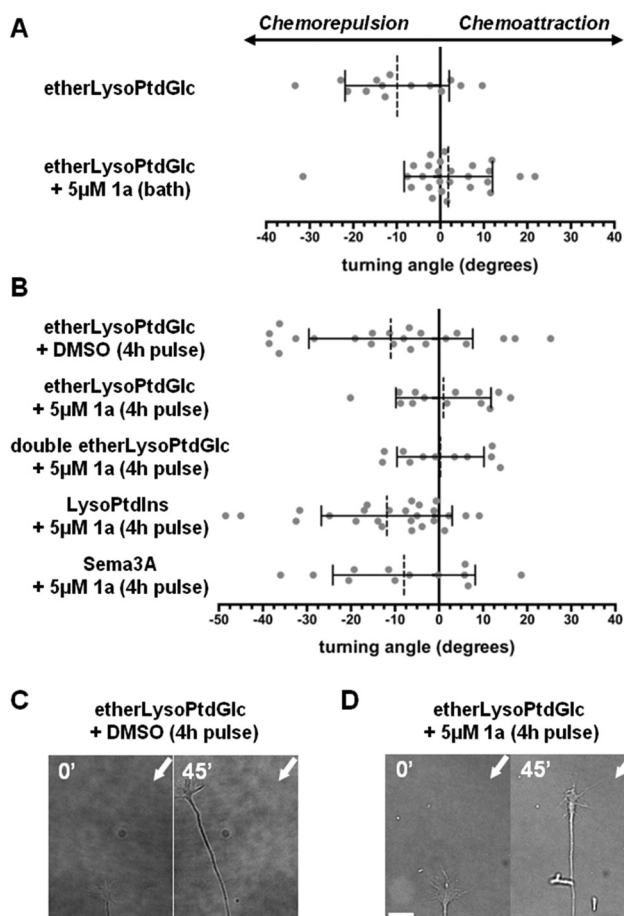 A
Chemorepulsion Chemoattraction
etherLysoPtdGlc
etherLysoPtdGlc
+ 5µM 1a (bath)
-40 -30 -20 -10 0 10 20 30 40
turning angle (degrees)
B
etherLysoPtdGlc
+ DMSO (4h pulse)
etherLysoPtdGlc
+ 5µM 1a (4h pulse)
double etherLysoPtdGlc
+ 5µM 1a (4h pulse)
LysoPtdIns
+ 5µM 1a (4h pulse)
Sema3A
+ 5µM 1a (4h pulse)
-50 -40 -30 -20 -10 0 10 20 30 40
turning angle (degrees)
C
etherLysoPtdGlc
+ DMSO (4h pulse)
0' 45'
D
etherLysoPtdGlc
+ 5µM 1a (4h pulse)
0' 45'